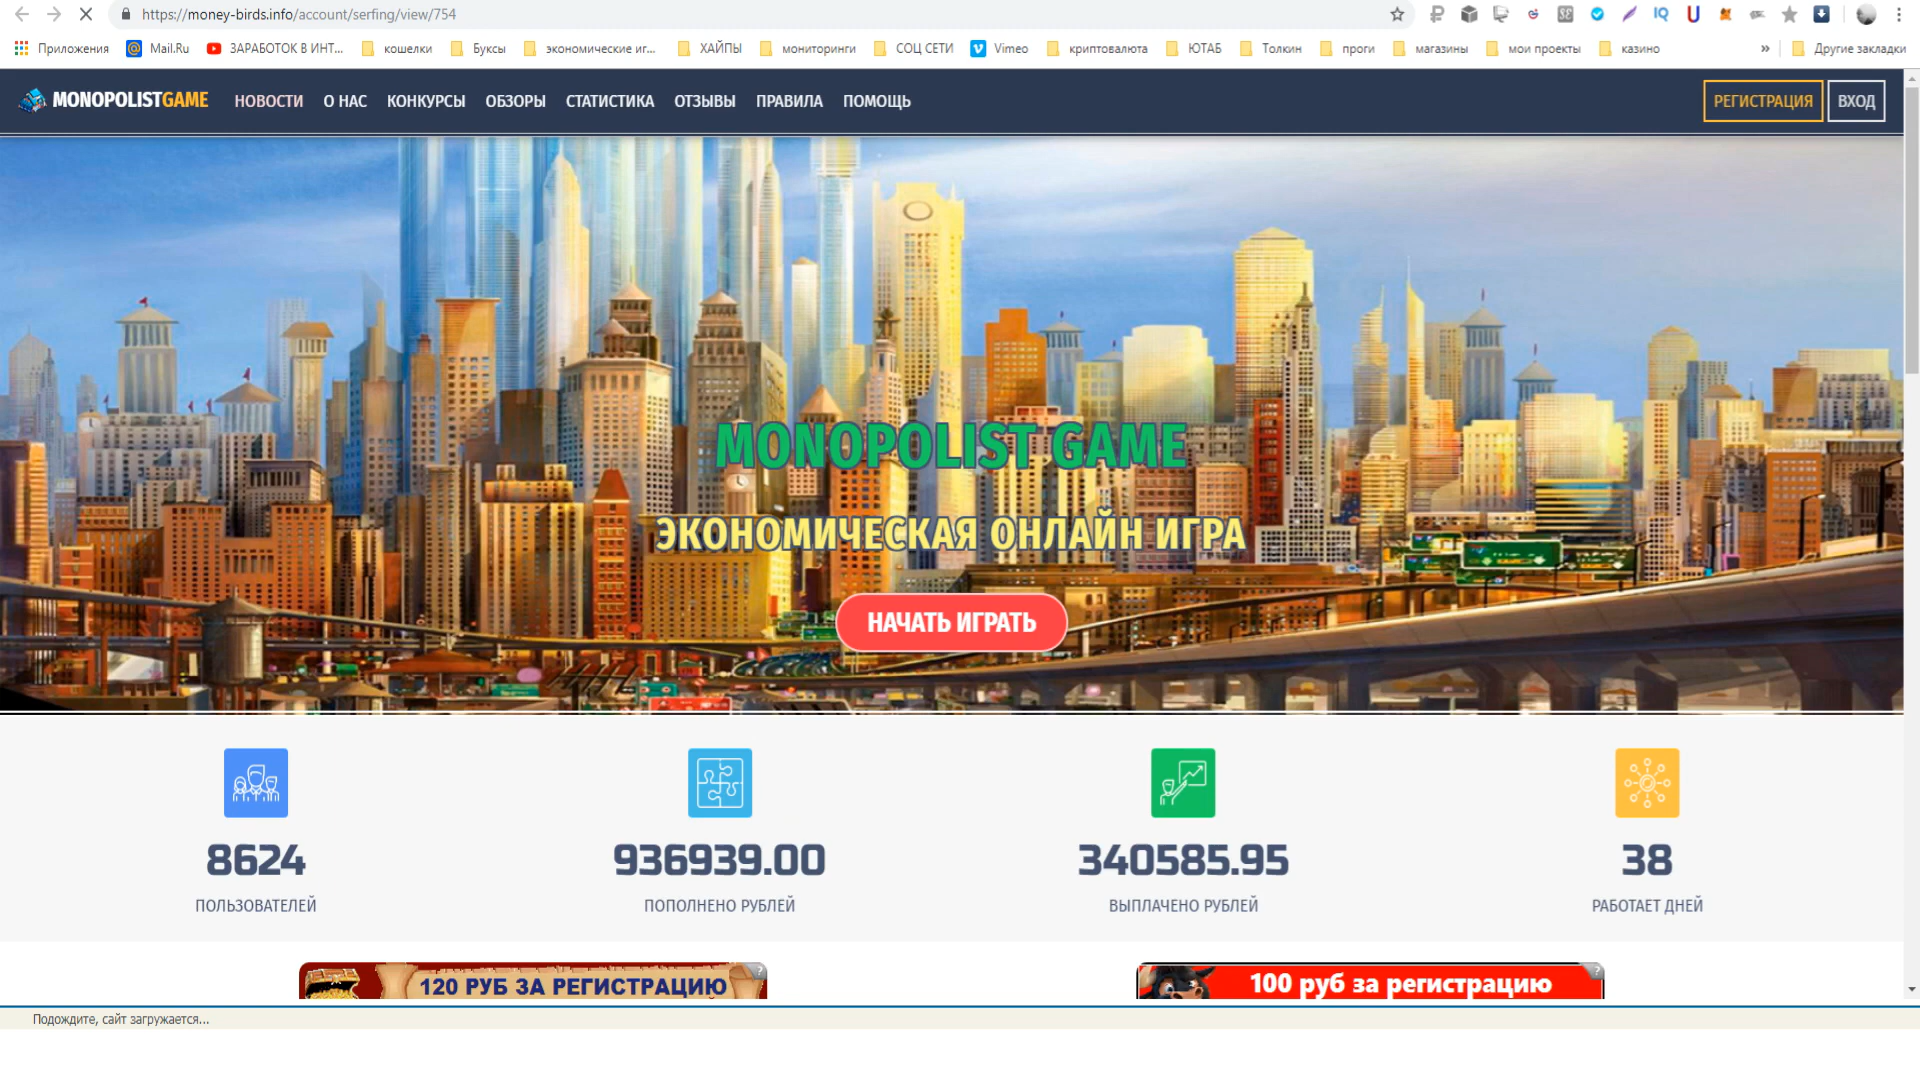 https://money-birds.info/account/serfing/view/754
Приложения Mail.Ru ЗАРАБОТОК В ИНТ... кошелки Буксы экономические иг... ХАЙПЫ мониторинги СОЦ СЕТИ Vimeo криптовалюта ЮТАБ Толкин проги магазины мои проекты казино » Другие закладки
MONOPOLISTGAME НОВОСТИ О НАС КОНКУРСЫ ОБЗОРЫ СТАТИСТИКА ОТЗЫВЫ ПРАВИЛА ПОМОЩЬ РЕГИСТРАЦИЯ ВХОД
MONOPOLIST GAME
ЭКОНОМИЧЕСКАЯ ОНЛАЙН ИГРА
НАЧАТЬ ИГРАТЬ
8624 936939.00 340585.95 38
ПОЛЬЗОВАТЕЛЕЙ ПОПОЛНЕНО РУБЛЕЙ ВЫПЛАЧЕНО РУБЛЕЙ РАБОТАЕТ ДНЕЙ
120 РУБ ЗА РЕГИСТРАЦИЮ ? 100 руб за регистрацию ?
Подождите, сайт загружается...